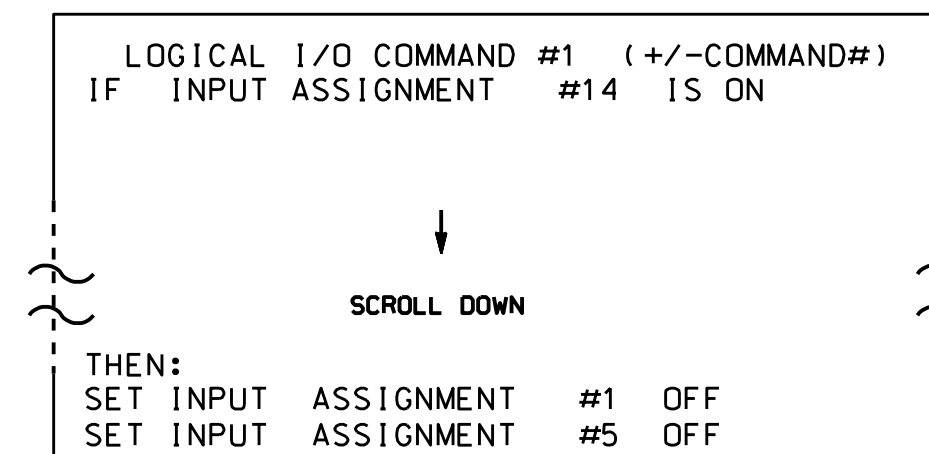 LOGICAL I/O COMMAND #1 (+/-COMMAND#)
IF INPUT ASSIGNMENT #14 IS ON
SCROLL DOWN
THEN:
SET INPUT ASSIGNMENT #1 OFF
SET INPUT ASSIGNMENT #5 OFF